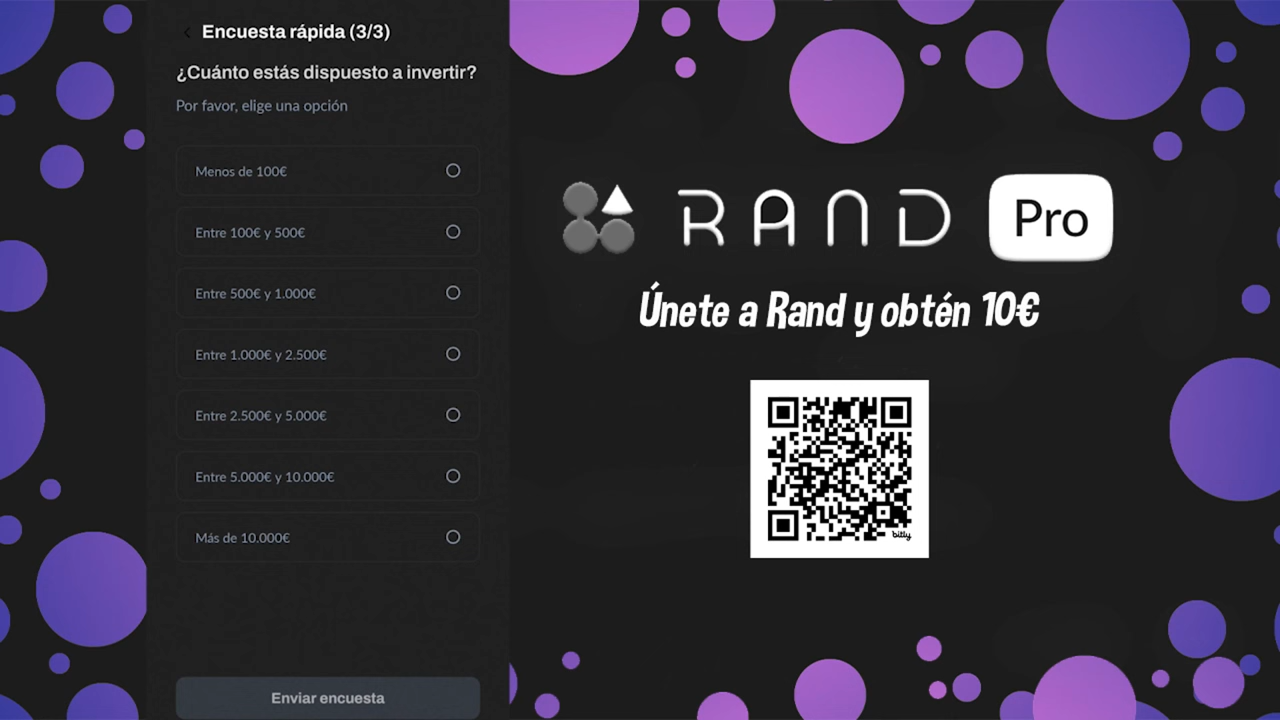 Encuesta rápida (3/3)
¿Cuánto estás dispuesto a invertir?
Por favor, elige una opción
Menos de 100€
Entre 100€ y 500€
Entre 500€ y 1.000€
Entre 1.000€ y 2.500€
Entre 2.500€ y 5.000€
Entre 5.000€ y 10.000€
Más de 10.000€
Enviar encuesta
RAND Pro
Únete a Rand y obtén 10€
bitly